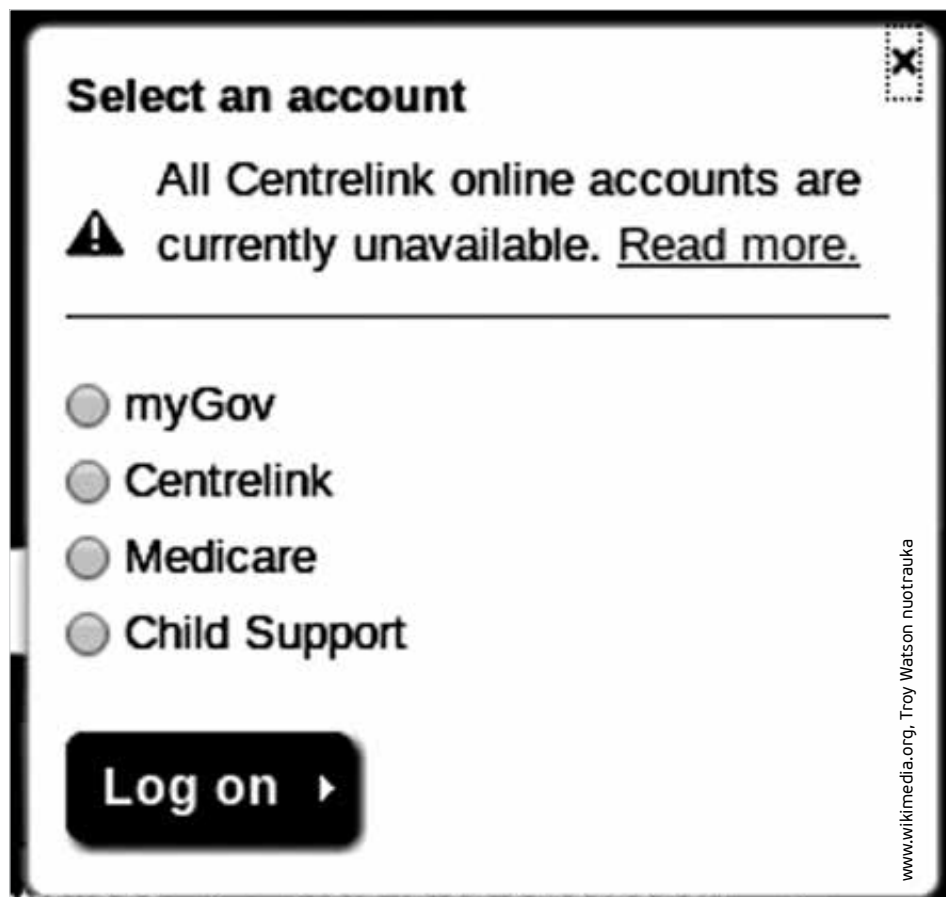 Select an account
All Centrelink online accounts are
currently unavailable. Read more.
myGov
Centrelink
Medicare
Child Support
Log on
www.wikimedia.org, Troy Watson nuotrauka